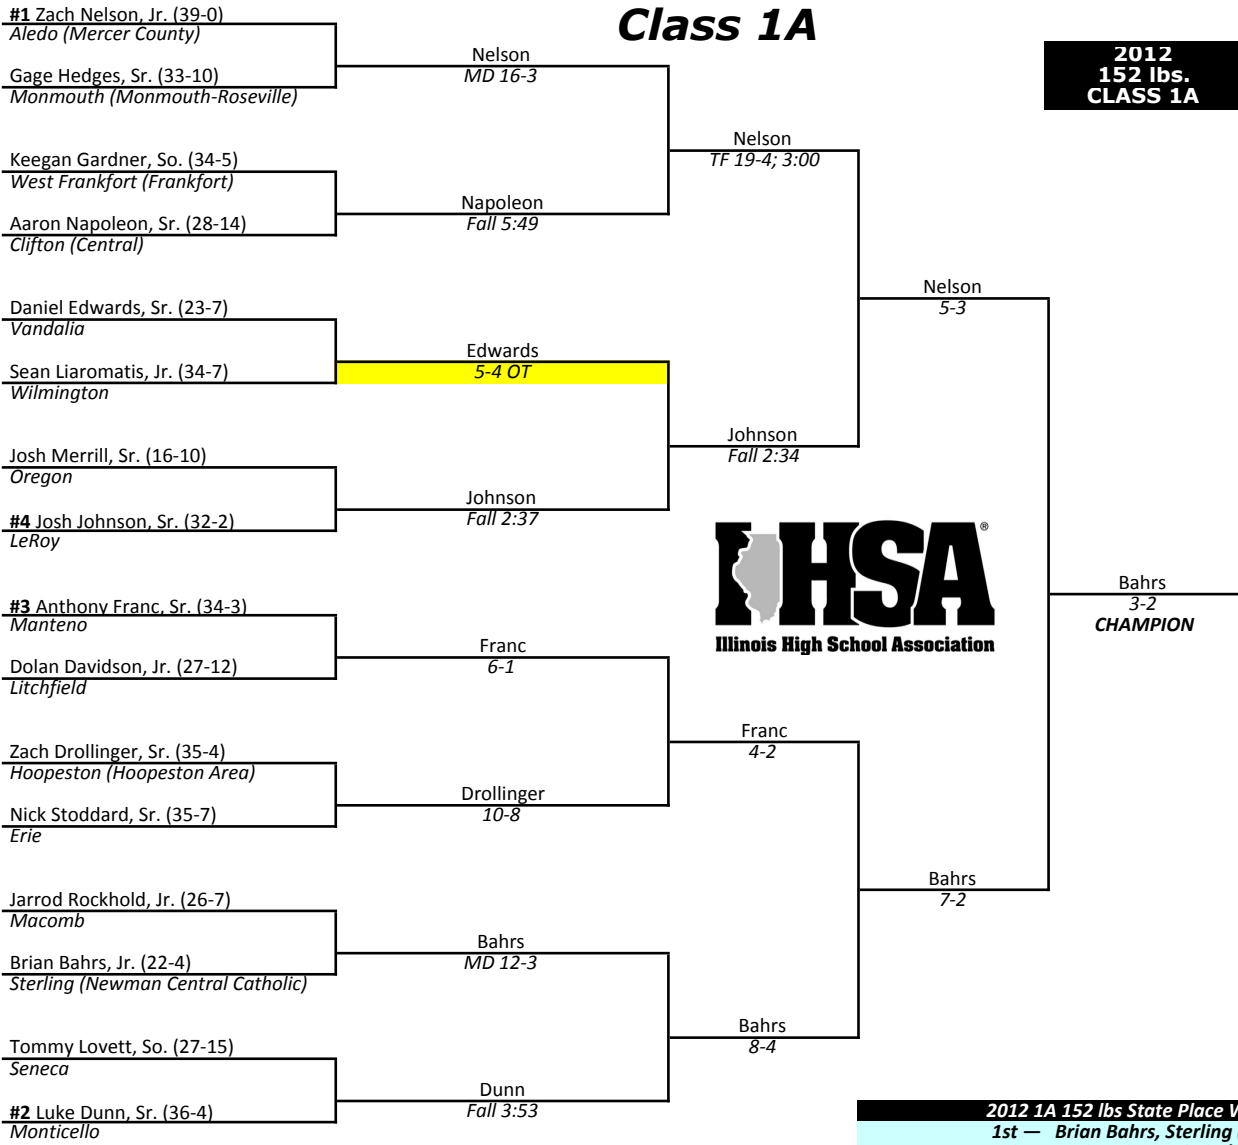 Class 1A
2012
152 lbs.
CLASS 1A
#1 Zach Nelson, Jr. (39-0)
Aledo (Mercer County)
Gage Hedges, Sr. (33-10)
Monmouth (Monmouth-Roseville)
Keegan Gardner, So. (34-5)
West Frankfort (Frankfort)
Aaron Napoleon, Sr. (28-14)
Clifton (Central)
Daniel Edwards, Sr. (23-7)
Vandalia
Sean Liaromatis, Jr. (34-7)
Wilmington
Josh Merrill, Sr. (16-10)
Oregon
#4 Josh Johnson, Sr. (32-2)
LeRoy
#3 Anthony Franc, Sr. (34-3)
Manteno
Dolan Davidson, Jr. (27-12)
Litchfield
Zach Drollinger, Sr. (35-4)
Hoopeston (Hoopeston Area)
Nick Stoddard, Sr. (35-7)
Erie
Jarrod Rockhold, Jr. (26-7)
Macomb
Brian Bahrs, Jr. (22-4)
Sterling (Newman Central Catholic)
Tommy Lovett, So. (27-15)
Seneca
#2 Luke Dunn, Sr. (36-4)
Monticello
Nelson
MD 16-3
Napoleon
Fall 5:49
Edwards
5-4 OT
Johnson
Fall 2:37
Franc
6-1
Drollinger
10-8
Bahrs
MD 12-3
Dunn
Fall 3:53
Nelson
TF 19-4; 3:00
Johnson
Fall 2:34
Franc
4-2
Bahrs
8-4
Nelson
5-3
Bahrs
7-2
Bahrs
3-2
CHAMPION
IHSA®
Illinois High School Association
2012 1A 152 lbs State Place W
1st — Brian Bahrs, Sterling